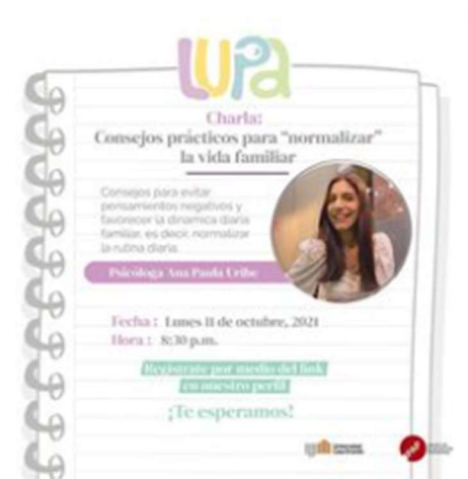 LUPA
Charla:
Consejos prácticos para "normalizar"
la vida familiar
Consejos para evitar
pensamientos negativos y
favorecer la dinamica diaria
familiar, es decir, normalizar
la rutina diaria.
Psicóloga Ana Paula Uribe
Fecha : Lunes 11 de octubre, 2021
Hora : 8:30 p.m.
Regístrate por medio del link
en nuestro perfil
¡Te esperamos!